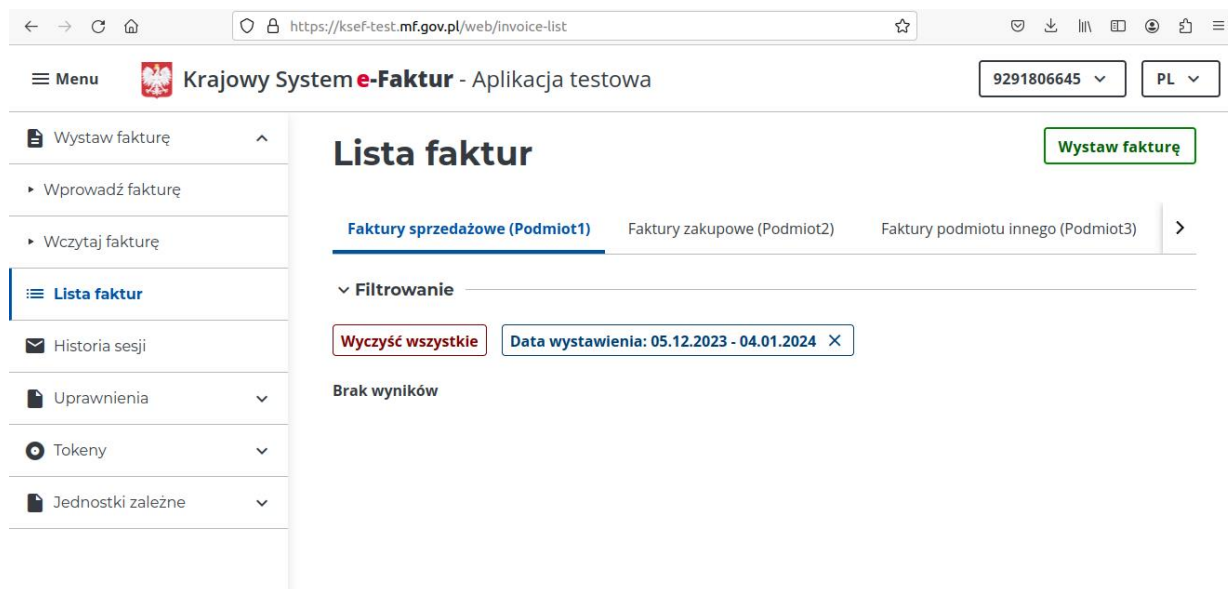 https://ksef-test.mf.gov.pl/web/invoice-list
Menu
Krajowy System e-Faktur - Aplikacja testowa
9291806645
PL
Wystaw fakturę
Wprowadź fakturę
Wczytaj fakturę
Lista faktur
Historia sesji
Uprawnienia
Tokeny
Jednostki zależne
Lista faktur
Wystaw fakturę
Faktury sprzedażowe (Podmiot1)
Faktury zakupowe (Podmiot2)
Faktury podmiotu innego (Podmiot3)
Filtrowanie
Wyczyść wszystkie
Data wystawienia: 05.12.2023 - 04.01.2024
Brak wyników